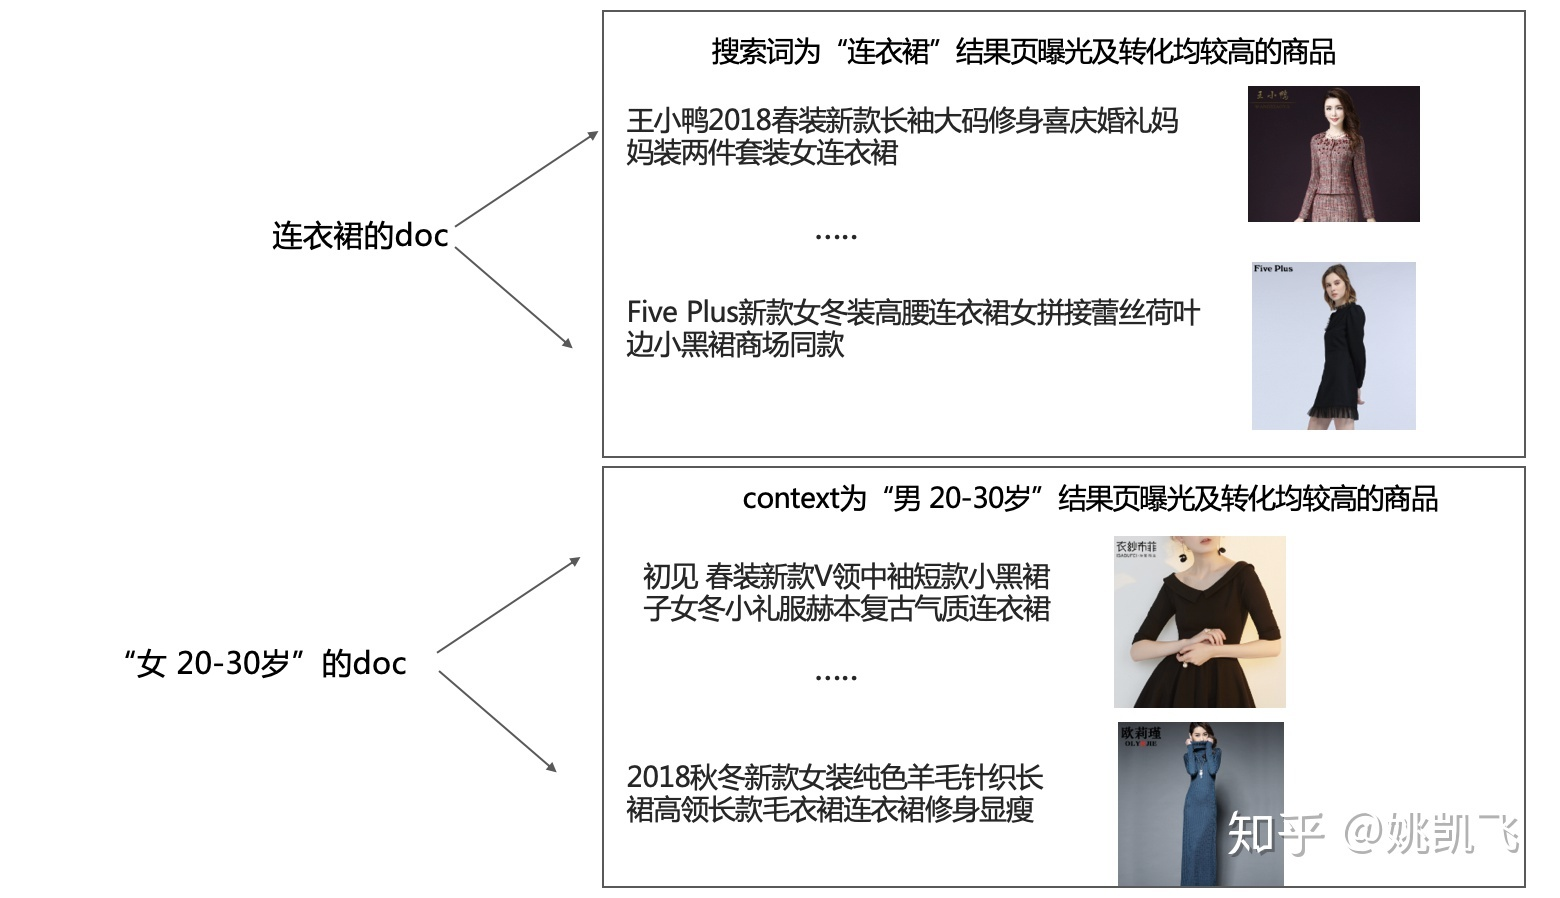 搜索词为“连衣裙”结果页曝光及转化均较高的商品
王小鸭2018春装新款长袖大码修身喜庆婚礼妈
妈装两件套装女连衣裙
王小鸭
.....
连衣裙的doc
Five Plus
Five Plus新款女冬装高腰连衣裙女拼接蕾丝荷叶
边小黑裙商场同款
context为“男 20-30岁”结果页曝光及转化均较高的商品
衣纱布菲
初见 春装新款V领中袖短款小黑裙
子女冬小礼服赫本复古气质连衣裙
“女 20-30岁”的doc
.....
欧莉瑾
2018秋冬新款女装纯色羊毛针织长
裙高领长款毛衣裙连衣裙修身显瘦
知乎 @姚凯飞